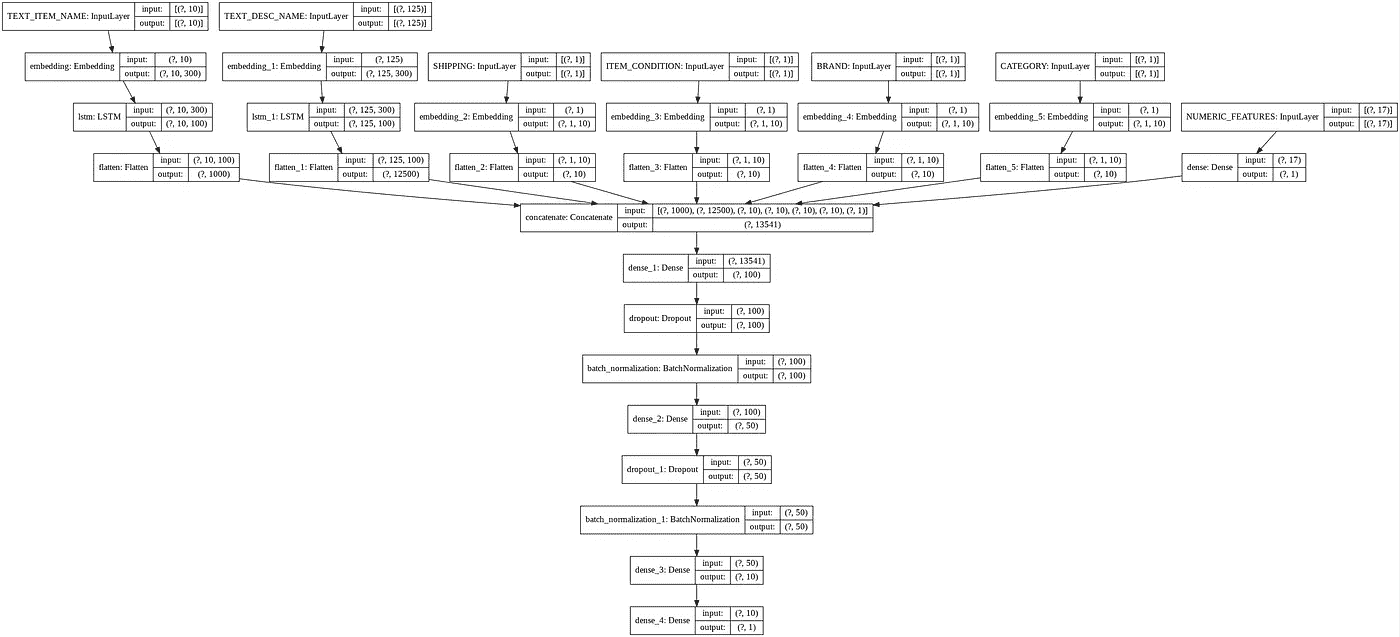 TEXT_ITEM_NAME: InputLayer input: [(?, 10)]
output: [(?, 10)]
TEXT_DESC_NAME: InputLayer input: [(?, 125)]
output: [(?, 125)]
embedding: Embedding input: (?, 10)
output: (?, 10, 300)
embedding_1: Embedding input: (?, 125)
output: (?, 125, 300)
SHIPPING: InputLayer input: [(?, 1)]
output: [(?, 1)]
ITEM_CONDITION: InputLayer input: [(?, 1)]
output: [(?, 1)]
BRAND: InputLayer input: [(?, 1)]
output: [(?, 1)]
CATEGORY: InputLayer input: [(?, 1)]
output: [(?, 1)]
lstm: LSTM input: (?, 10, 300)
output: (?, 10, 100)
lstm_1: LSTM input: (?, 125, 300)
output: (?, 125, 100)
embedding_2: Embedding input: (?, 1)
output: (?, 1, 10)
embedding_3: Embedding input: (?, 1)
output: (?, 1, 10)
embedding_4: Embedding input: (?, 1)
output: (?, 1, 10)
embedding_5: Embedding input: (?, 1)
output: (?, 1, 10)
NUMERIC_FEATURES: InputLayer input: [(?, 17)]
output: [(?, 17)]
flatten: Flatten input: (?, 10, 100)
output: (?, 1000)
flatten_1: Flatten input: (?, 125, 100)
output: (?, 12500)
flatten_2: Flatten input: (?, 1, 10)
output: (?, 10)
flatten_3: Flatten input: (?, 1, 10)
output: (?, 10)
flatten_4: Flatten input: (?, 1, 10)
output: (?, 10)
flatten_5: Flatten input: (?, 1, 10)
output: (?, 10)
dense: Dense input: (?, 17)
output: (?, 1)
concatenate: Concatenate input: [(?, 1000), (?, 12500), (?, 10), (?, 10), (?, 10), (?, 10), (?, 1)]
output: (?, 13541)
dense_1: Dense input: (?, 13541)
output: (?, 100)
dropout: Dropout input: (?, 100)
output: (?, 100)
batch_normalization: BatchNormalization input: (?, 100)
output: (?, 100)
dense_2: Dense input: (?, 100)
output: (?, 50)
dropout_1: Dropout input: (?, 50)
output: (?, 50)
batch_normalization_1: BatchNormalization input: (?, 50)
output: (?, 50)
dense_3: Dense input: (?, 50)
output: (?, 10)
dense_4: Dense input: (?, 10)
output: (?, 1)